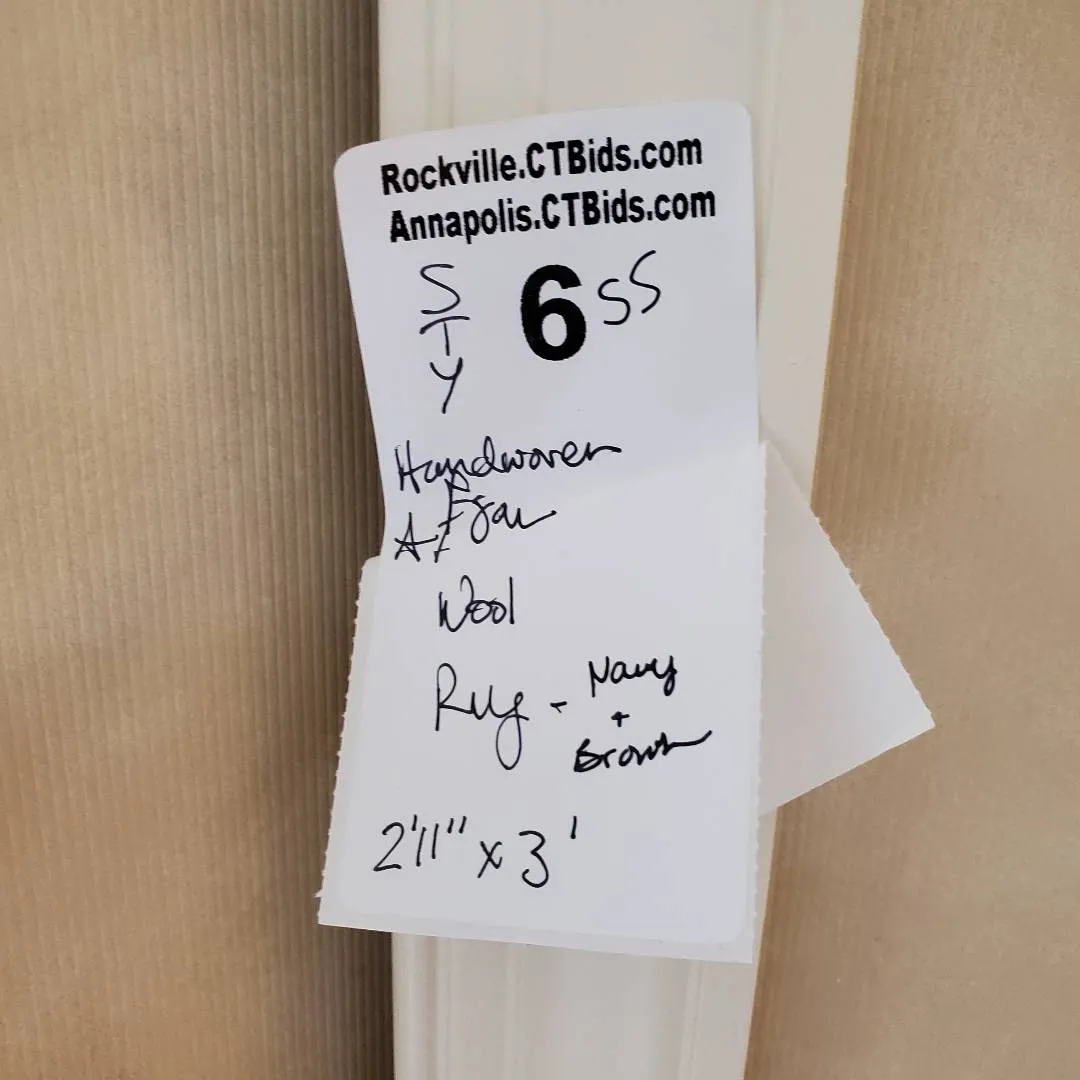 Rockville.CTBids.com
Annapolis.CTBids.com
S
T
Y
6 SS
Handwoven
Afgan
Wool
Rug - Navy
+
Brown
2'11" x 3'